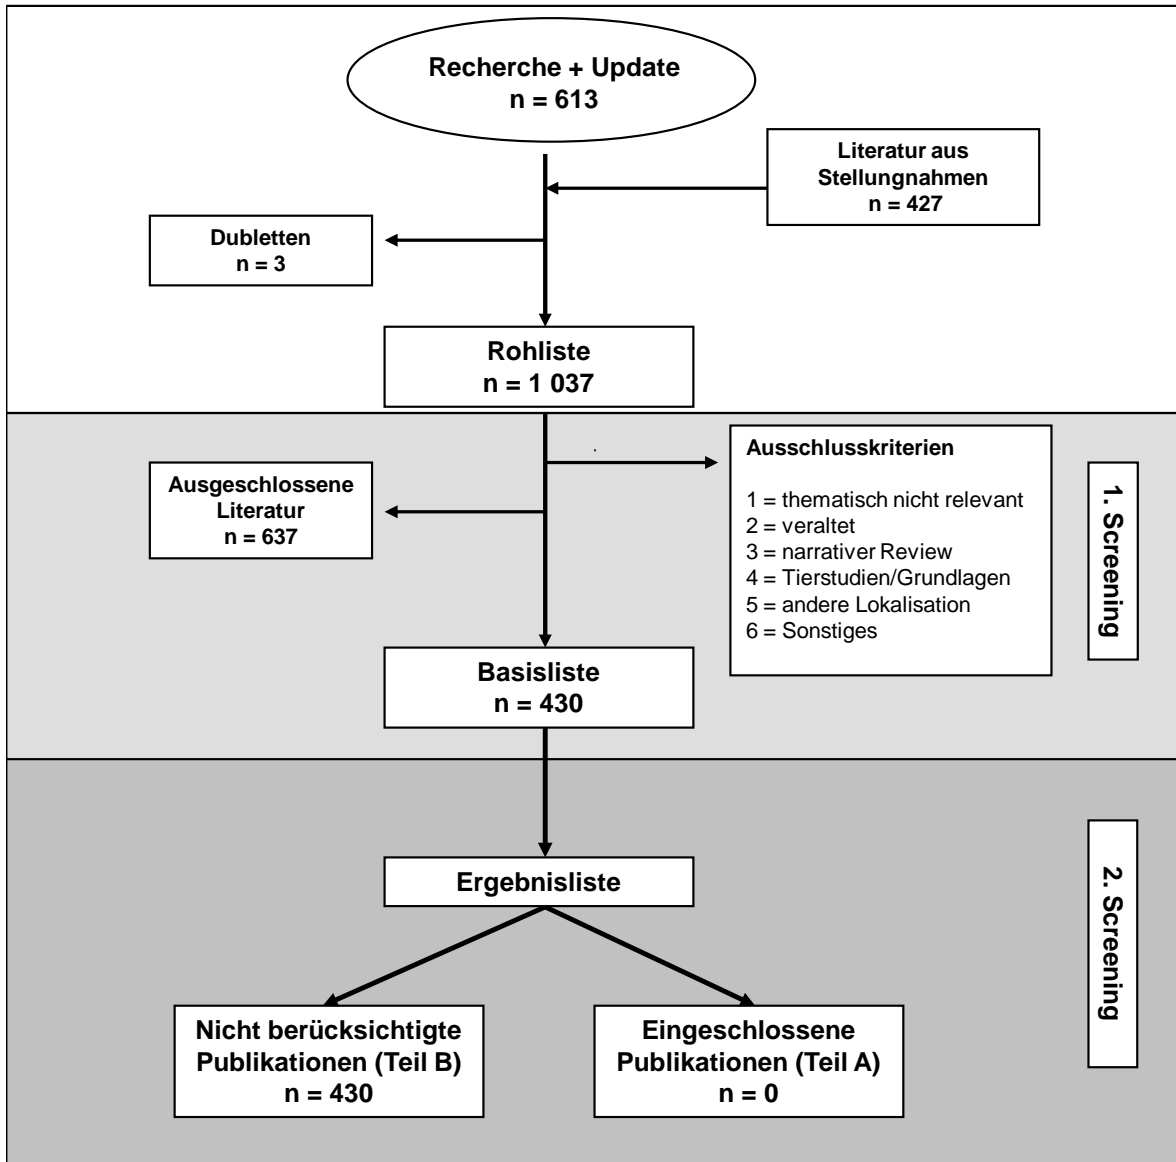 Recherche + Update
n = 613
Literatur aus
Stellungnahmen
n = 427
Dubletten
n = 3
Rohliste
n = 1 037
Ausschlusskriterien
1 = thematisch nicht relevant
2 = veraltet
3 = narrativer Review
4 = Tierstudien/Grundlagen
5 = andere Lokalisation
6 = Sonstiges
Ausgeschlossene
Literatur
n = 637
1. Screening
Basisliste
n = 430
Ergebnisliste
2. Screening
Nicht berücksichtigte
Publikationen (Teil B)
n = 430
Eingeschlossene
Publikationen (Teil A)
n = 0